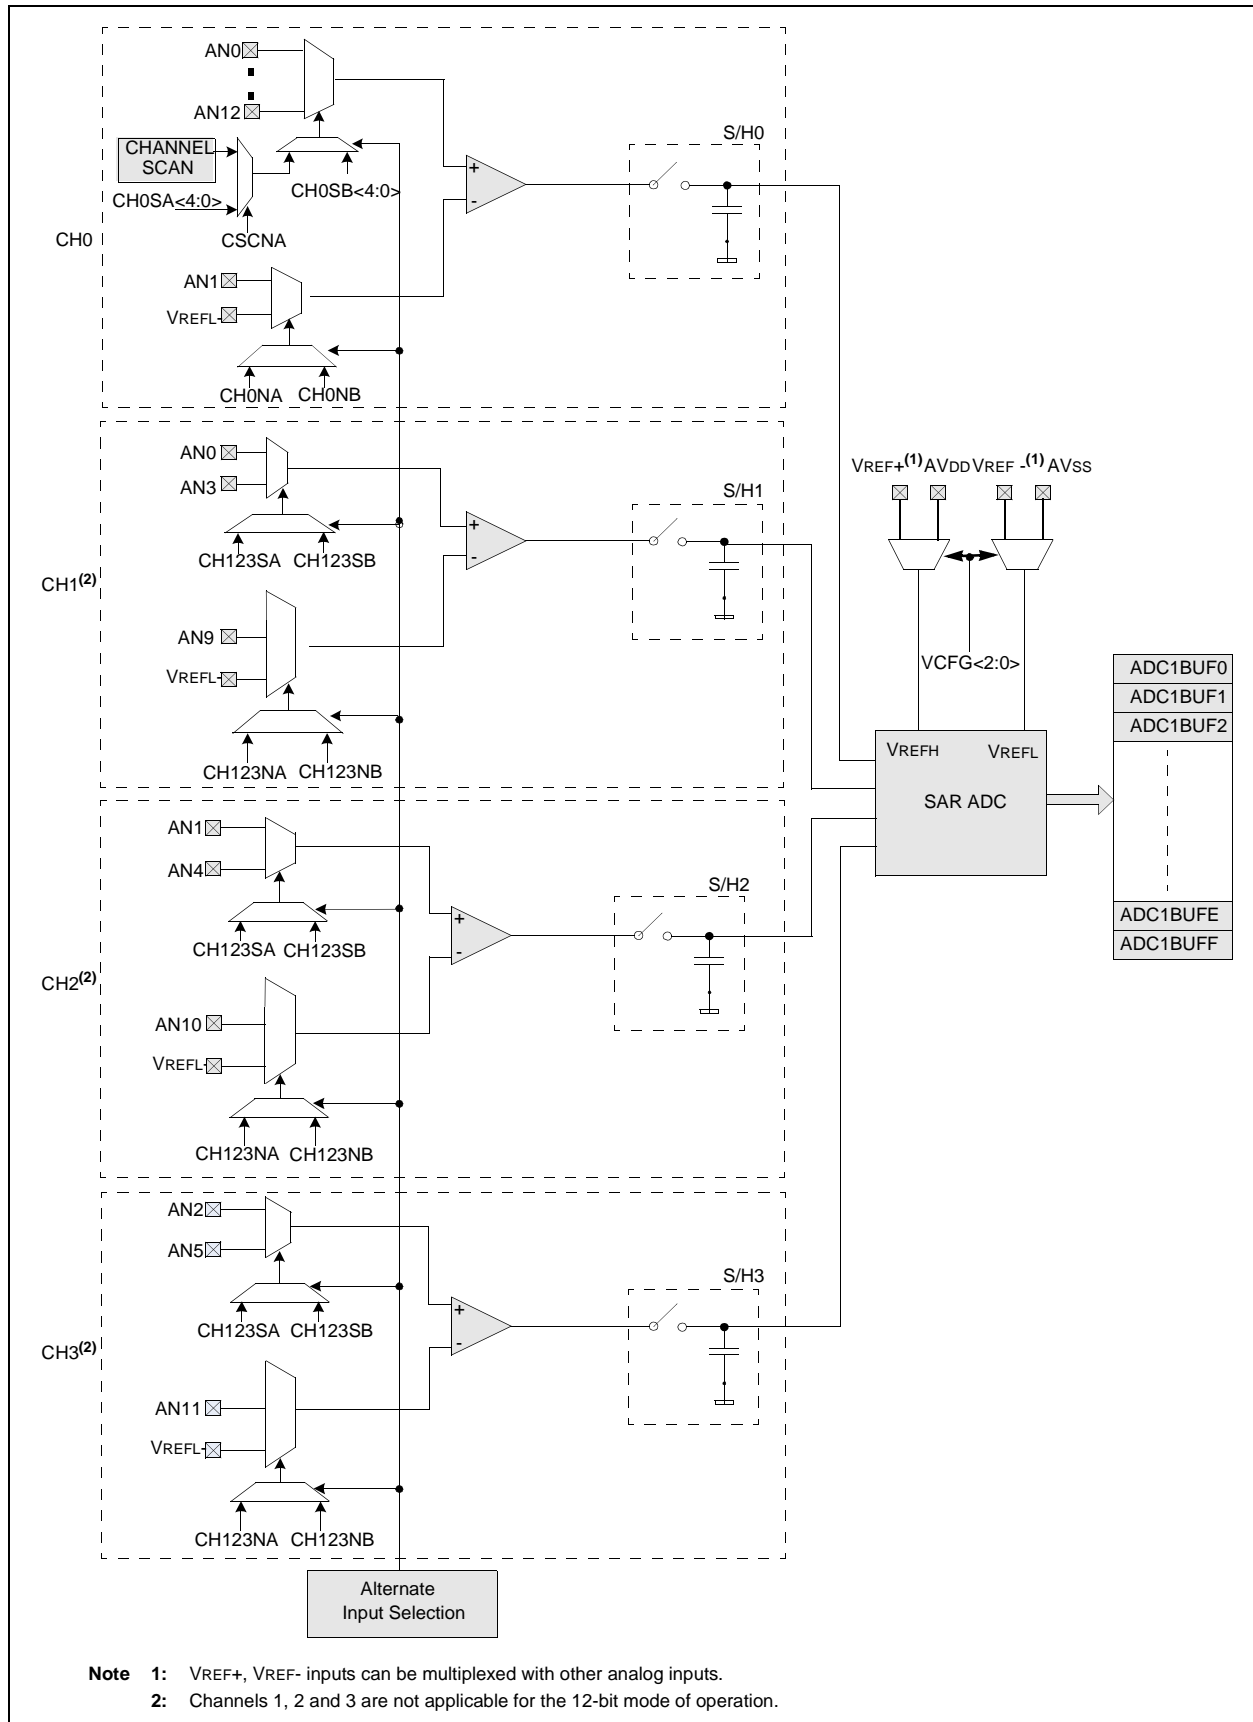 AN0
AN12
CHANNEL
SCAN
CH0SA<4:0>
CH0SB<4:0>
CSCNA
CH0
AN1
VREFL-
CH0NA CH0NB
+
-
S/H0
AN0
AN3
CH123SA CH123SB
CH1(2)
AN9
VREFL-
CH123NA CH123NB
+
-
S/H1
AN1
AN4
CH123SA CH123SB
CH2(2)
AN10
VREFL-
CH123NA CH123NB
+
-
S/H2
AN2
AN5
CH123SA CH123SB
CH3(2)
AN11
VREFL-
CH123NA CH123NB
+
-
S/H3
Alternate
Input Selection
VREF+(1) AVDD VREF -(1) AVSS
VCFG<2:0>
VREFH VREFL
SAR ADC
ADC1BUF0
ADC1BUF1
ADC1BUF2
ADC1BUFE
ADC1BUFF
Note 1: VREF+, VREF- inputs can be multiplexed with other analog inputs.
2: Channels 1, 2 and 3 are not applicable for the 12-bit mode of operation.